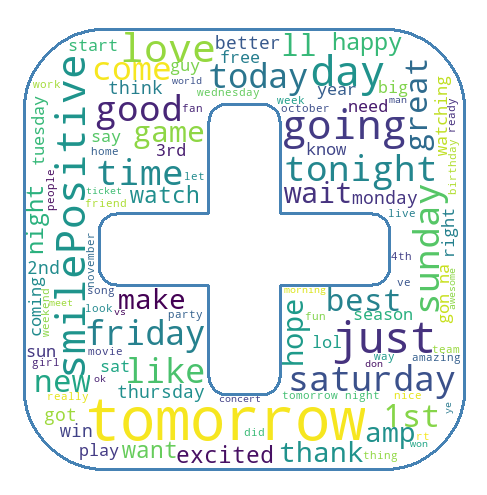 start
love
better
ll
happy
come
guy
free
today
day
great
work
think
world
wednesday
year
big
watching
good
fan
week
october
need
man
ready
tuesday
say
game
3rd
going
know
right
birthday
smilePositive
home
time
let
tonight
people
ticket
friend
watch
wait
monday
live
sunday
night
2nd
november
4th
gon na
awesome
coming
weekend
meet
song
look
vs
make
party
ve
morning
best
fun
season
hope
friday
just
team
sun
girl
movie
sat
lol
way
amazing
don
new
ok
like
saturday
really
thursday
concert
tomorrow night
nice
ye
got
tomorrow
1st
rt
win
want
did
amp
won
play
excited
thank
thing